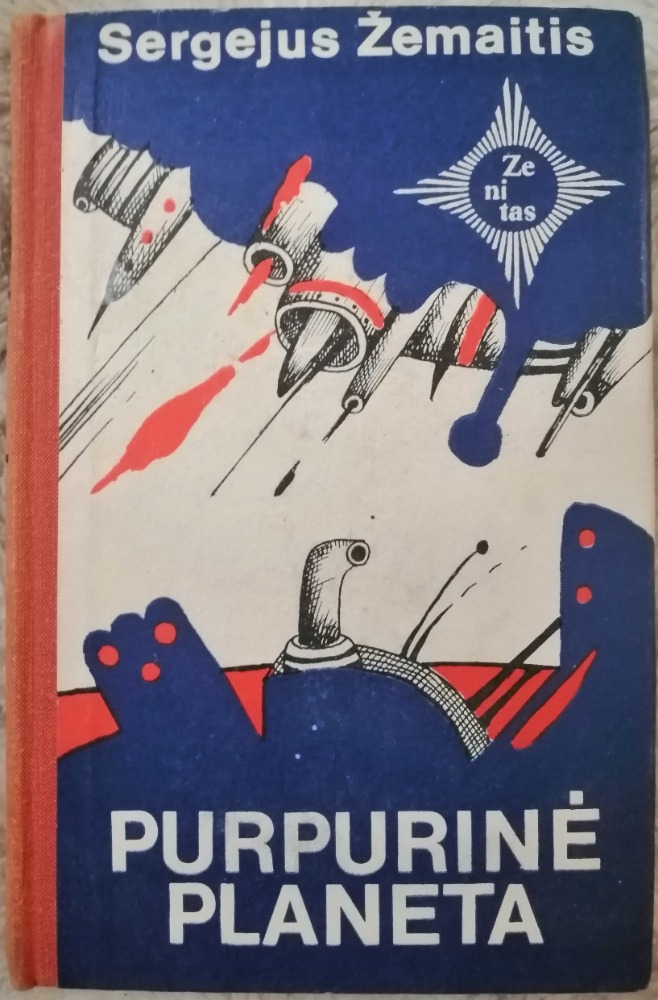 Sergejus Žemaitis
Ze
ni
tas
PURPURINĖ
PLANETA